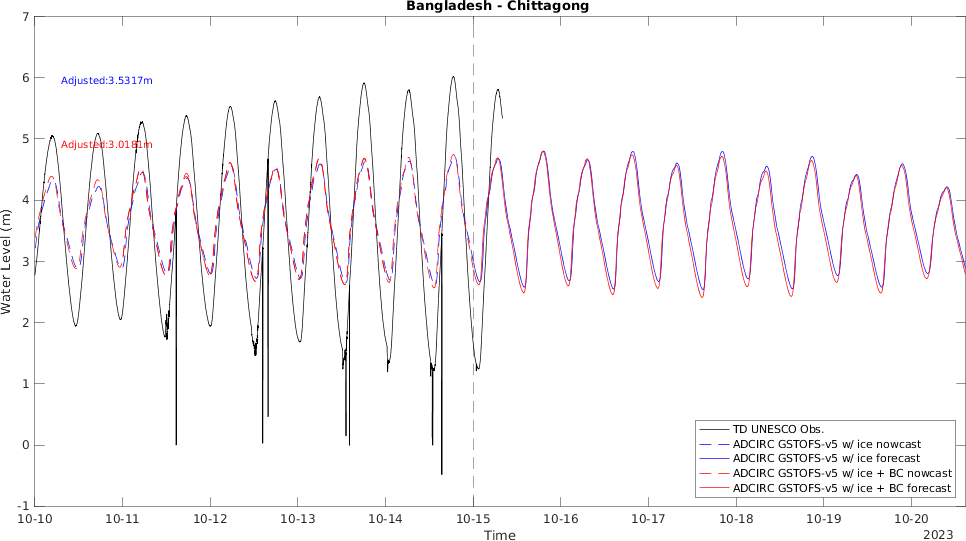 Bangladesh - Chittagong
7
6
5
4
3
2
1
0
-1
Water Level (m)
Adjusted:3.5317m
Adjusted:3.0181m
TD UNESCO Obs.
ADCIRC GSTOFS-v5 w/ ice nowcast
ADCIRC GSTOFS-v5 w/ ice forecast
ADCIRC GSTOFS-v5 w/ ice + BC nowcast
ADCIRC GSTOFS-v5 w/ ice + BC forecast
10-10 10-11 10-12 10-13 10-14 10-15 10-16 10-17 10-18 10-19 10-20
Time
2023